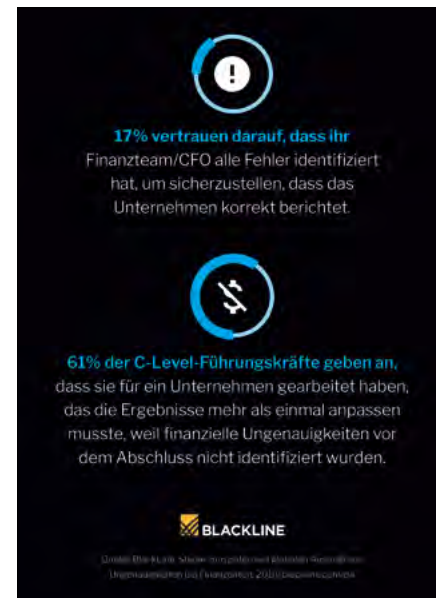 17% vertrauen darauf, dass ihr
Finanzteam/CFO alle Fehler identifiziert
hat, um sicherzustellen, dass das
Unternehmen korrekt berichtet.
61% der C-Level-Führungskräfte geben an,
dass sie für ein Unternehmen gearbeitet haben,
das die Ergebnisse mehr als einmal anpassen
musste, weil finanzielle Ungenauigkeiten vor
dem Abschluss nicht identifiziert wurden.
BLACKLINE